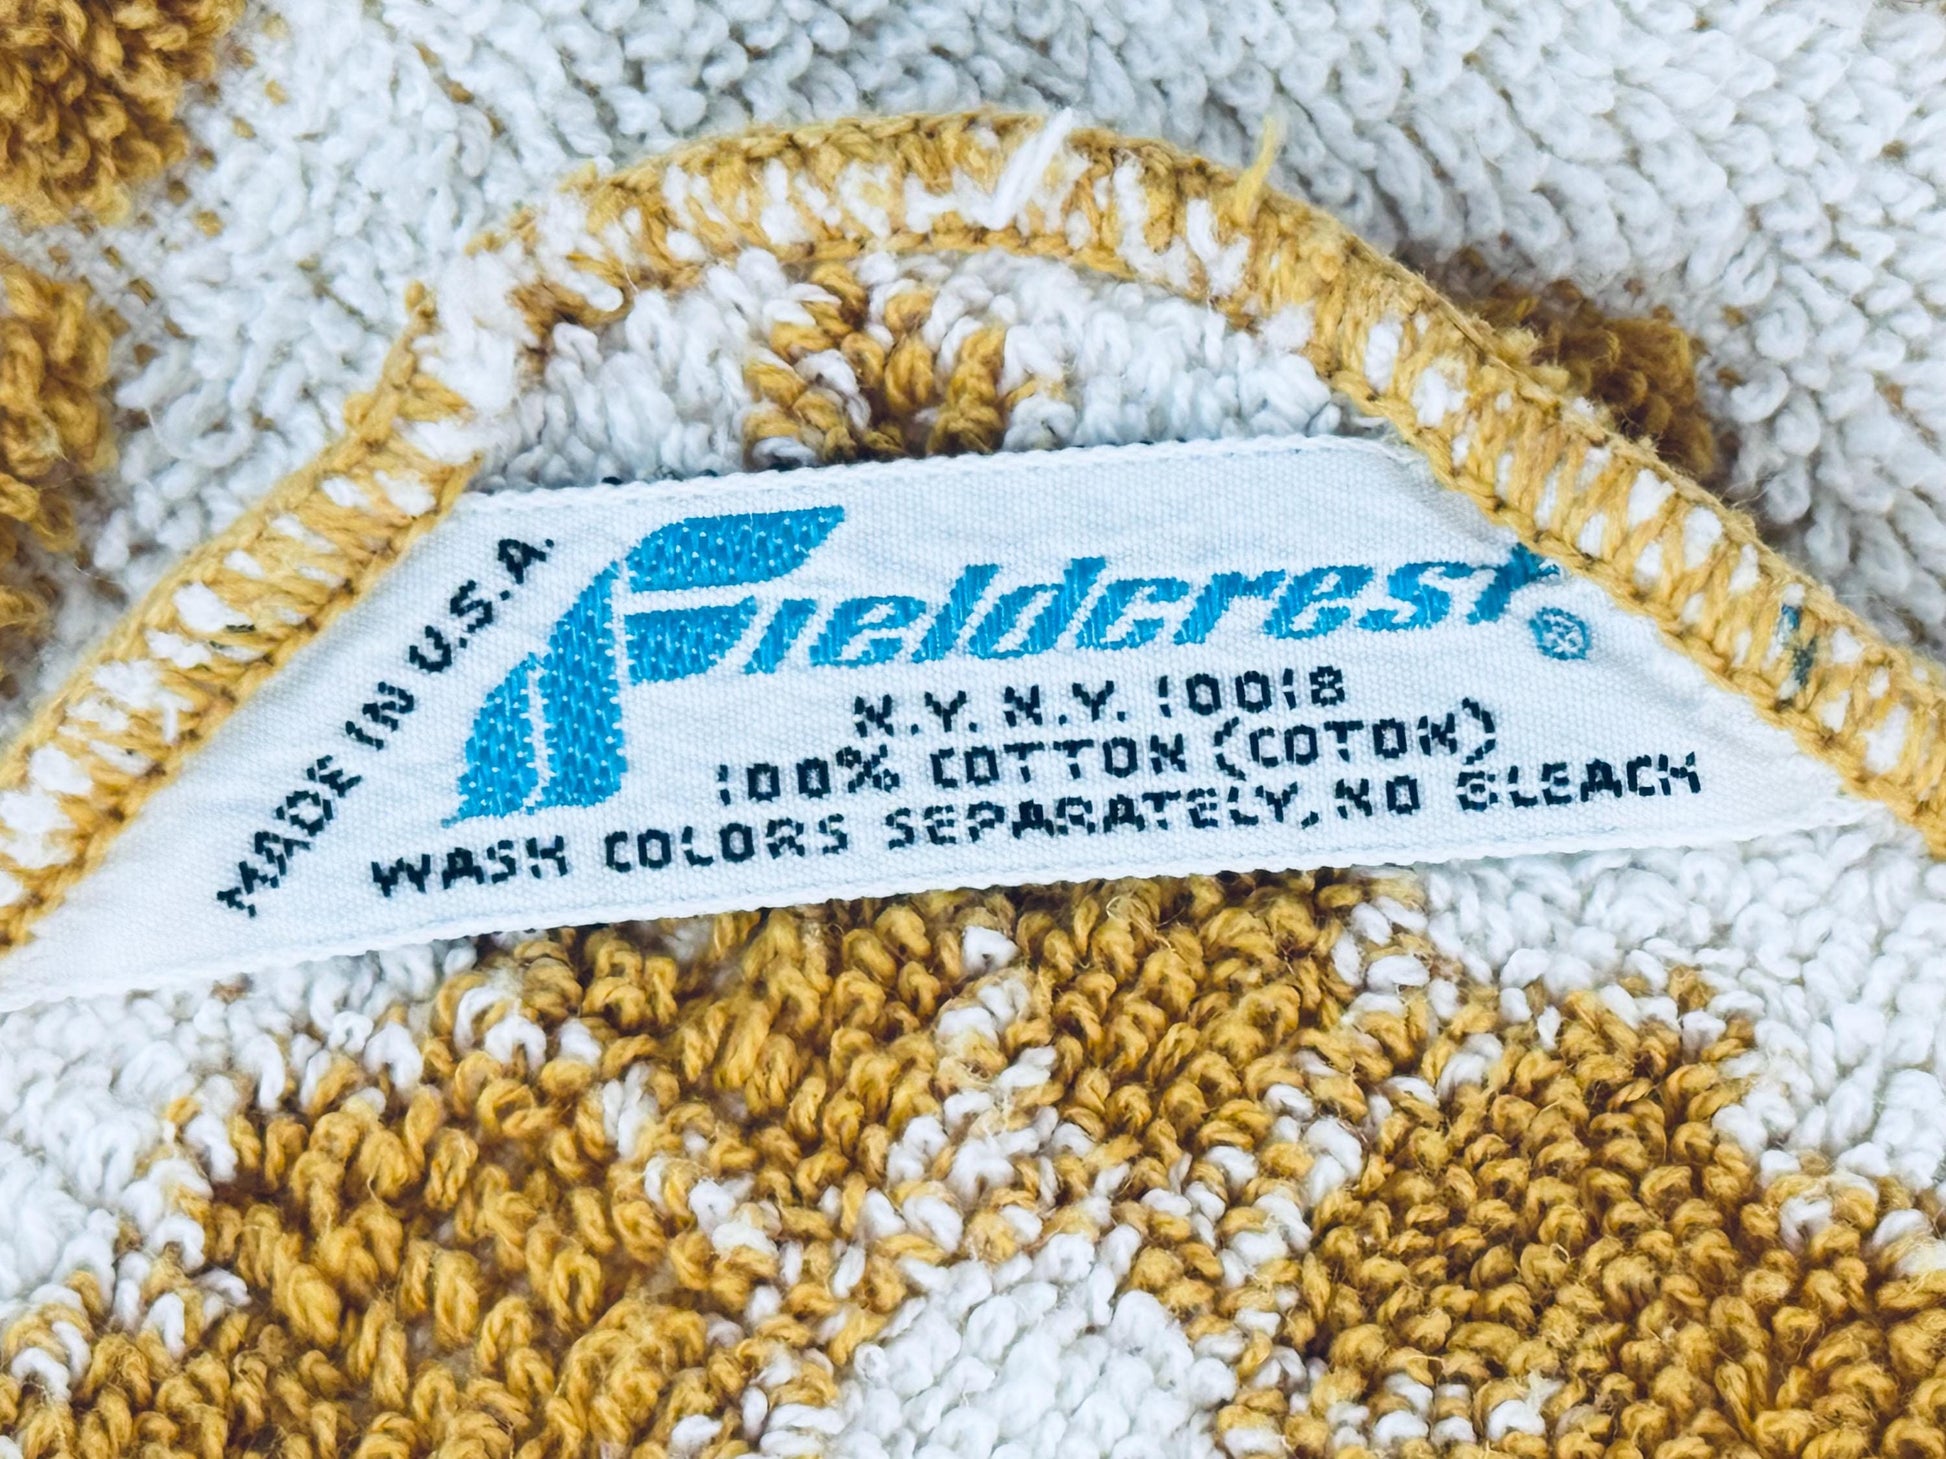 MADE IN U.S.A.
Fieldcrest®
N.Y. N.Y. 10018
100% COTTON (COTON)
WASH COLORS SEPARATELY, NO BLEACH